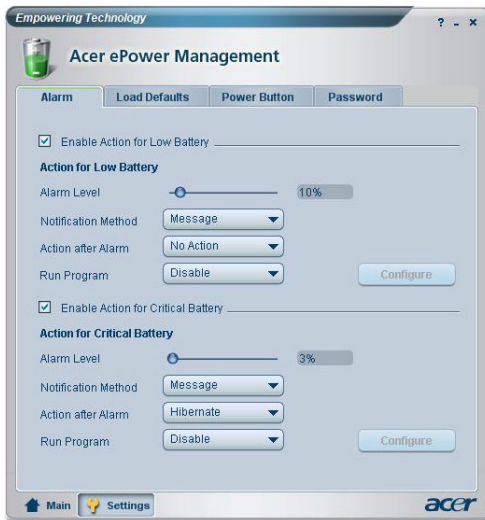 Empowering Technology
? - x
Acer ePower Management
Alarm Load Defaults Power Button Password
Enable Action for Low Battery
Action for Low Battery
Alarm Level 10%
Notification Method Message
Action after Alarm No Action
Run Program Disable Configure
Enable Action for Critical Battery
Action for Critical Battery
Alarm Level 3%
Notification Method Message
Action after Alarm Hibernate
Run Program Disable Configure
Main Settings acer